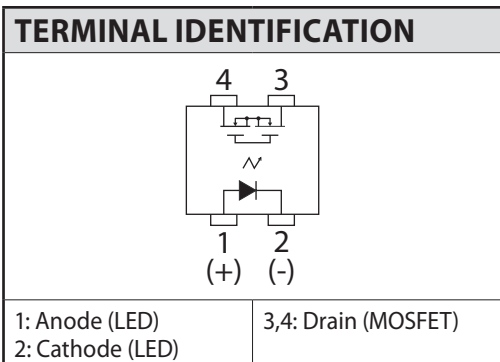 TERMINAL IDENTIFICATION
4 3
1 2
(+) (-)
1: Anode (LED)
2: Cathode (LED)
3,4: Drain (MOSFET)